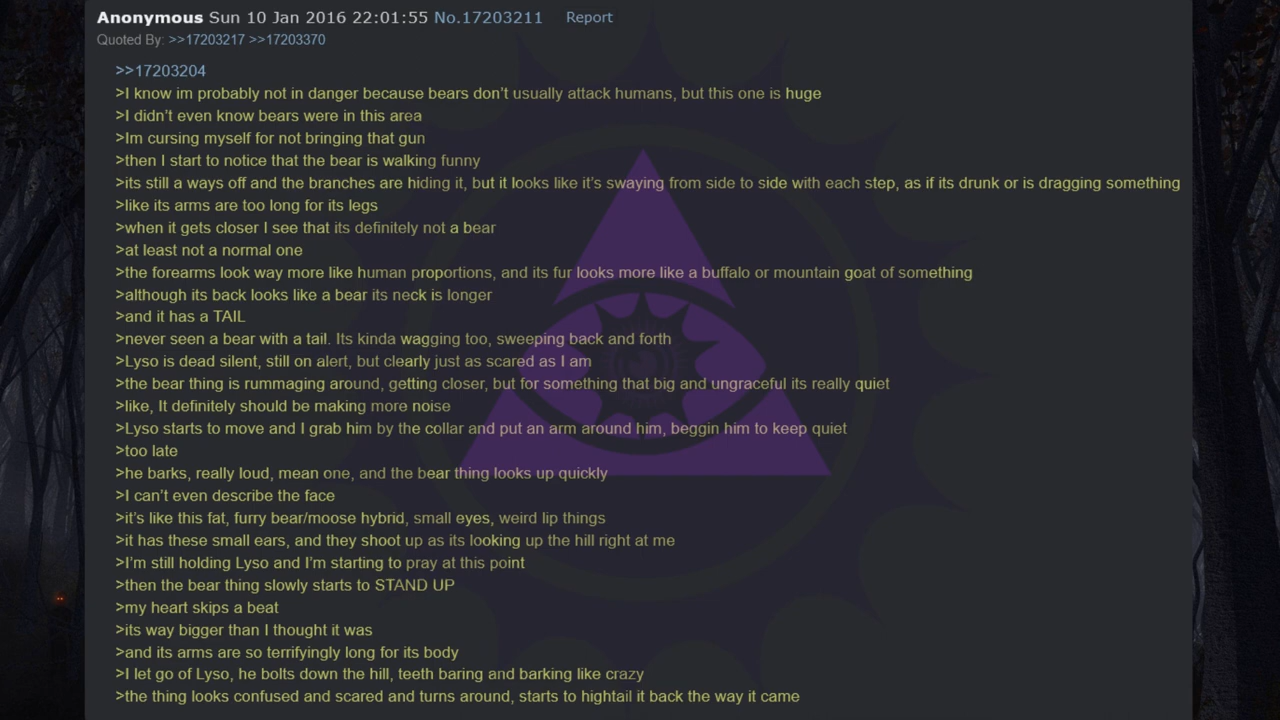 Anonymous Sun 10 Jan 2016 22:01:55 No.17203211 Report
Quoted By: >>17203217 >>17203370
>>17203204
>I know im probably not in danger because bears don't usually attack humans, but this one is huge
>I didn't even know bears were in this area
>Im cursing myself for not bringing that gun
>then I start to notice that the bear is walking funny
>its still a ways off and the branches are hiding it, but it looks like it's swaying from side to side with each step, as if its drunk or is dragging something
>like its arms are too long for its legs
>when it gets closer I see that its definitely not a bear
>at least not a normal one
>the forearms look way more like human proportions, and its fur looks more like a buffalo or mountain goat of something
>although its back looks like a bear its neck is longer
>and it has a TAIL
>never seen a bear with a tail. Its kinda wagging too, sweeping back and forth
>Lyso is dead silent, still on alert, but clearly just as scared as I am
>the bear thing is rummaging around, getting closer, but for something that big and ungraceful its really quiet
>like, It definitely should be making more noise
>Lyso starts to move and I grab him by the collar and put an arm around him, beggin him to keep quiet
>too late
>he barks, really loud, mean one, and the bear thing looks up quickly
>I can't even describe the face
>it's like this fat, furry bear/moose hybrid, small eyes, weird lip things
>it has these small ears, and they shoot up as its looking up the hill right at me
>I'm still holding Lyso and I'm starting to pray at this point
>then the bear thing slowly starts to STAND UP
>my heart skips a beat
>its way bigger than I thought it was
>and its arms are so terrifyingly long for its body
>I let go of Lyso, he bolts down the hill, teeth baring and barking like crazy
>the thing looks confused and scared and turns around, starts to hightail it back the way it came